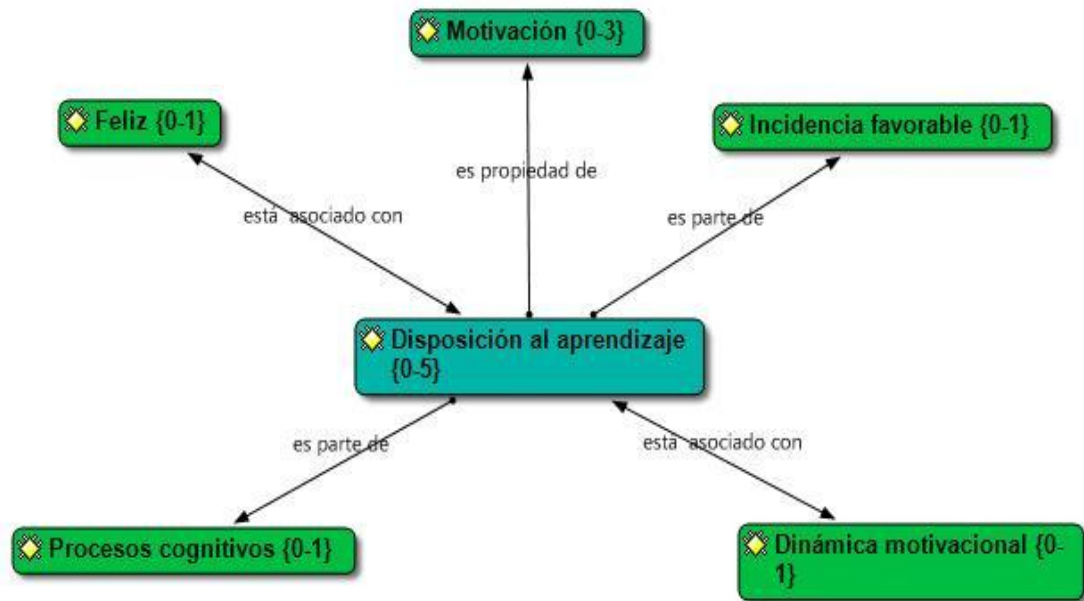 Motivación {0-3}
Feliz {0-1}
Incidencia favorable {0-1}
es propiedad de
está asociado con
es parte de
Disposición al aprendizaje
{0-5}
es parte de
está asociado con
Procesos cognitivos {0-1}
Dinámica motivacional {0-
1}